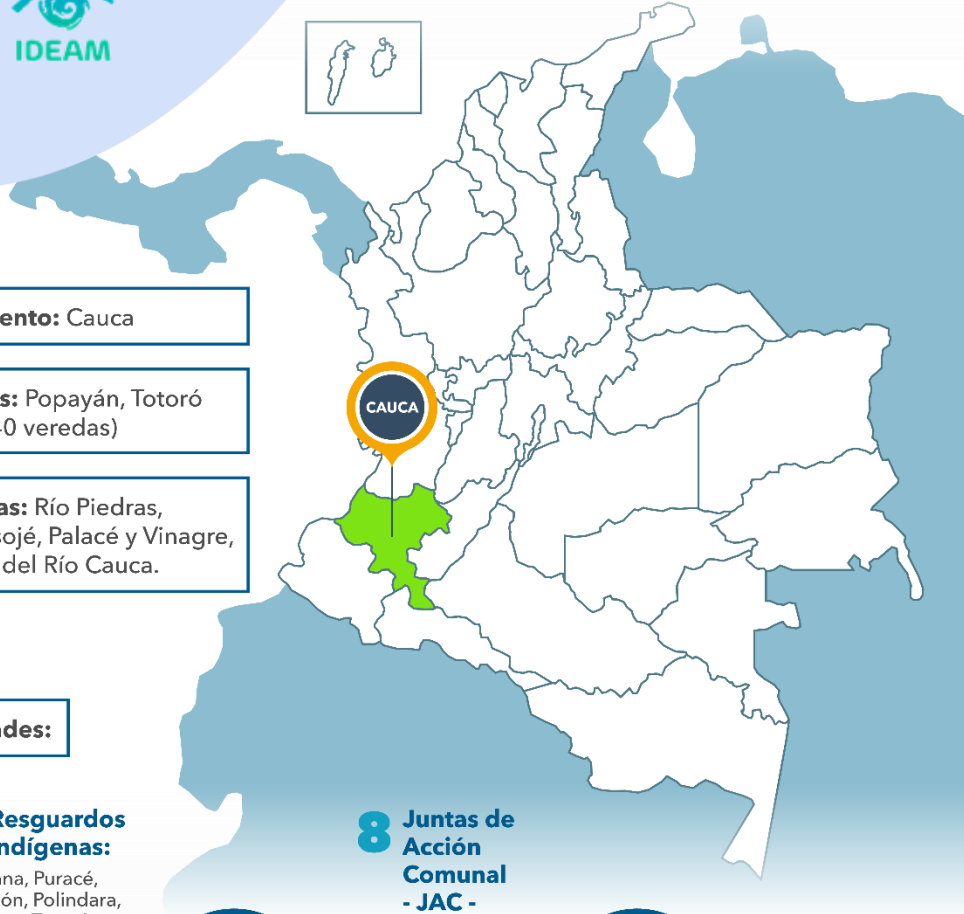 IDEAM
ento: Cauca
CAUCA
s: Popayán, Totoró
0 veredas)
as: Río Piedras,
sojé, Palacé y Vinagre,
del Río Cauca.
ades:
Resguardos
ndígenas:
na, Puracé,
ón, Polindara,
8 Juntas de
Acción
Comunal
- JAC -